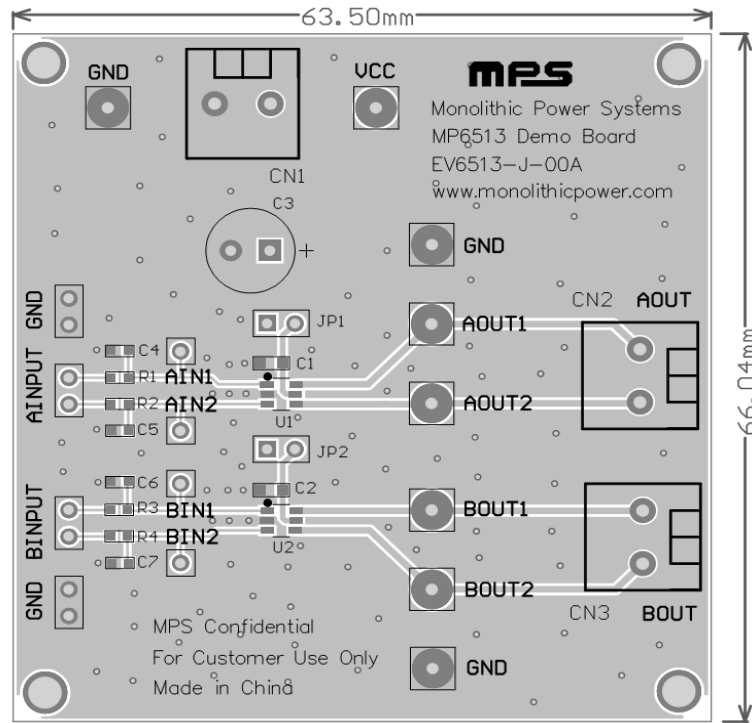 63.50mm
GND
VCC
mps
Monolithic Power Systems
MP6513 Demo Board
EV6513-J-00A
www.monolithicpower.com
CN1
C3
+
GND
CN2
AOUT
GND
JP1
AOUT1
C4
C1
AINPUT
R1
AIN1
R2
AIN2
AOUT2
U1
C5
66.04mm
JP2
C6
C2
BINPUT
R3
BIN1
BOUT1
R4
BIN2
U2
C7
BOUT2
GND
CN3
BOUT
MPS Confidential
For Customer Use Only
Made in China
GND